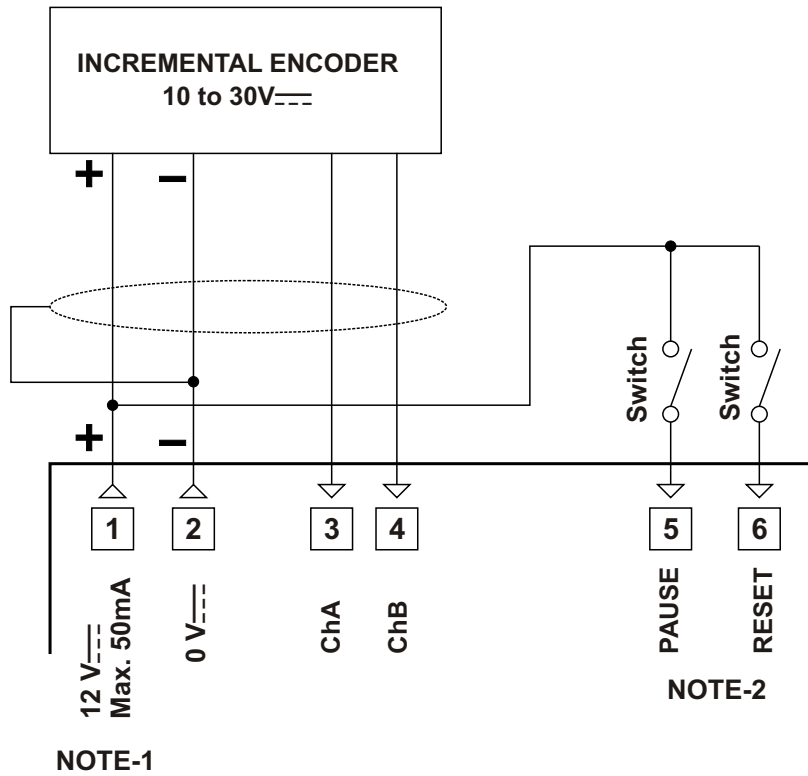 INCREMENTAL ENCODER
10 to 30V⎓
+
−
Switch
Switch
+
−
1
2
3
4
5
6
12 V⎓
Max. 50mA
0 V⎓
ChA
ChB
PAUSE
RESET
NOTE-2
NOTE-1